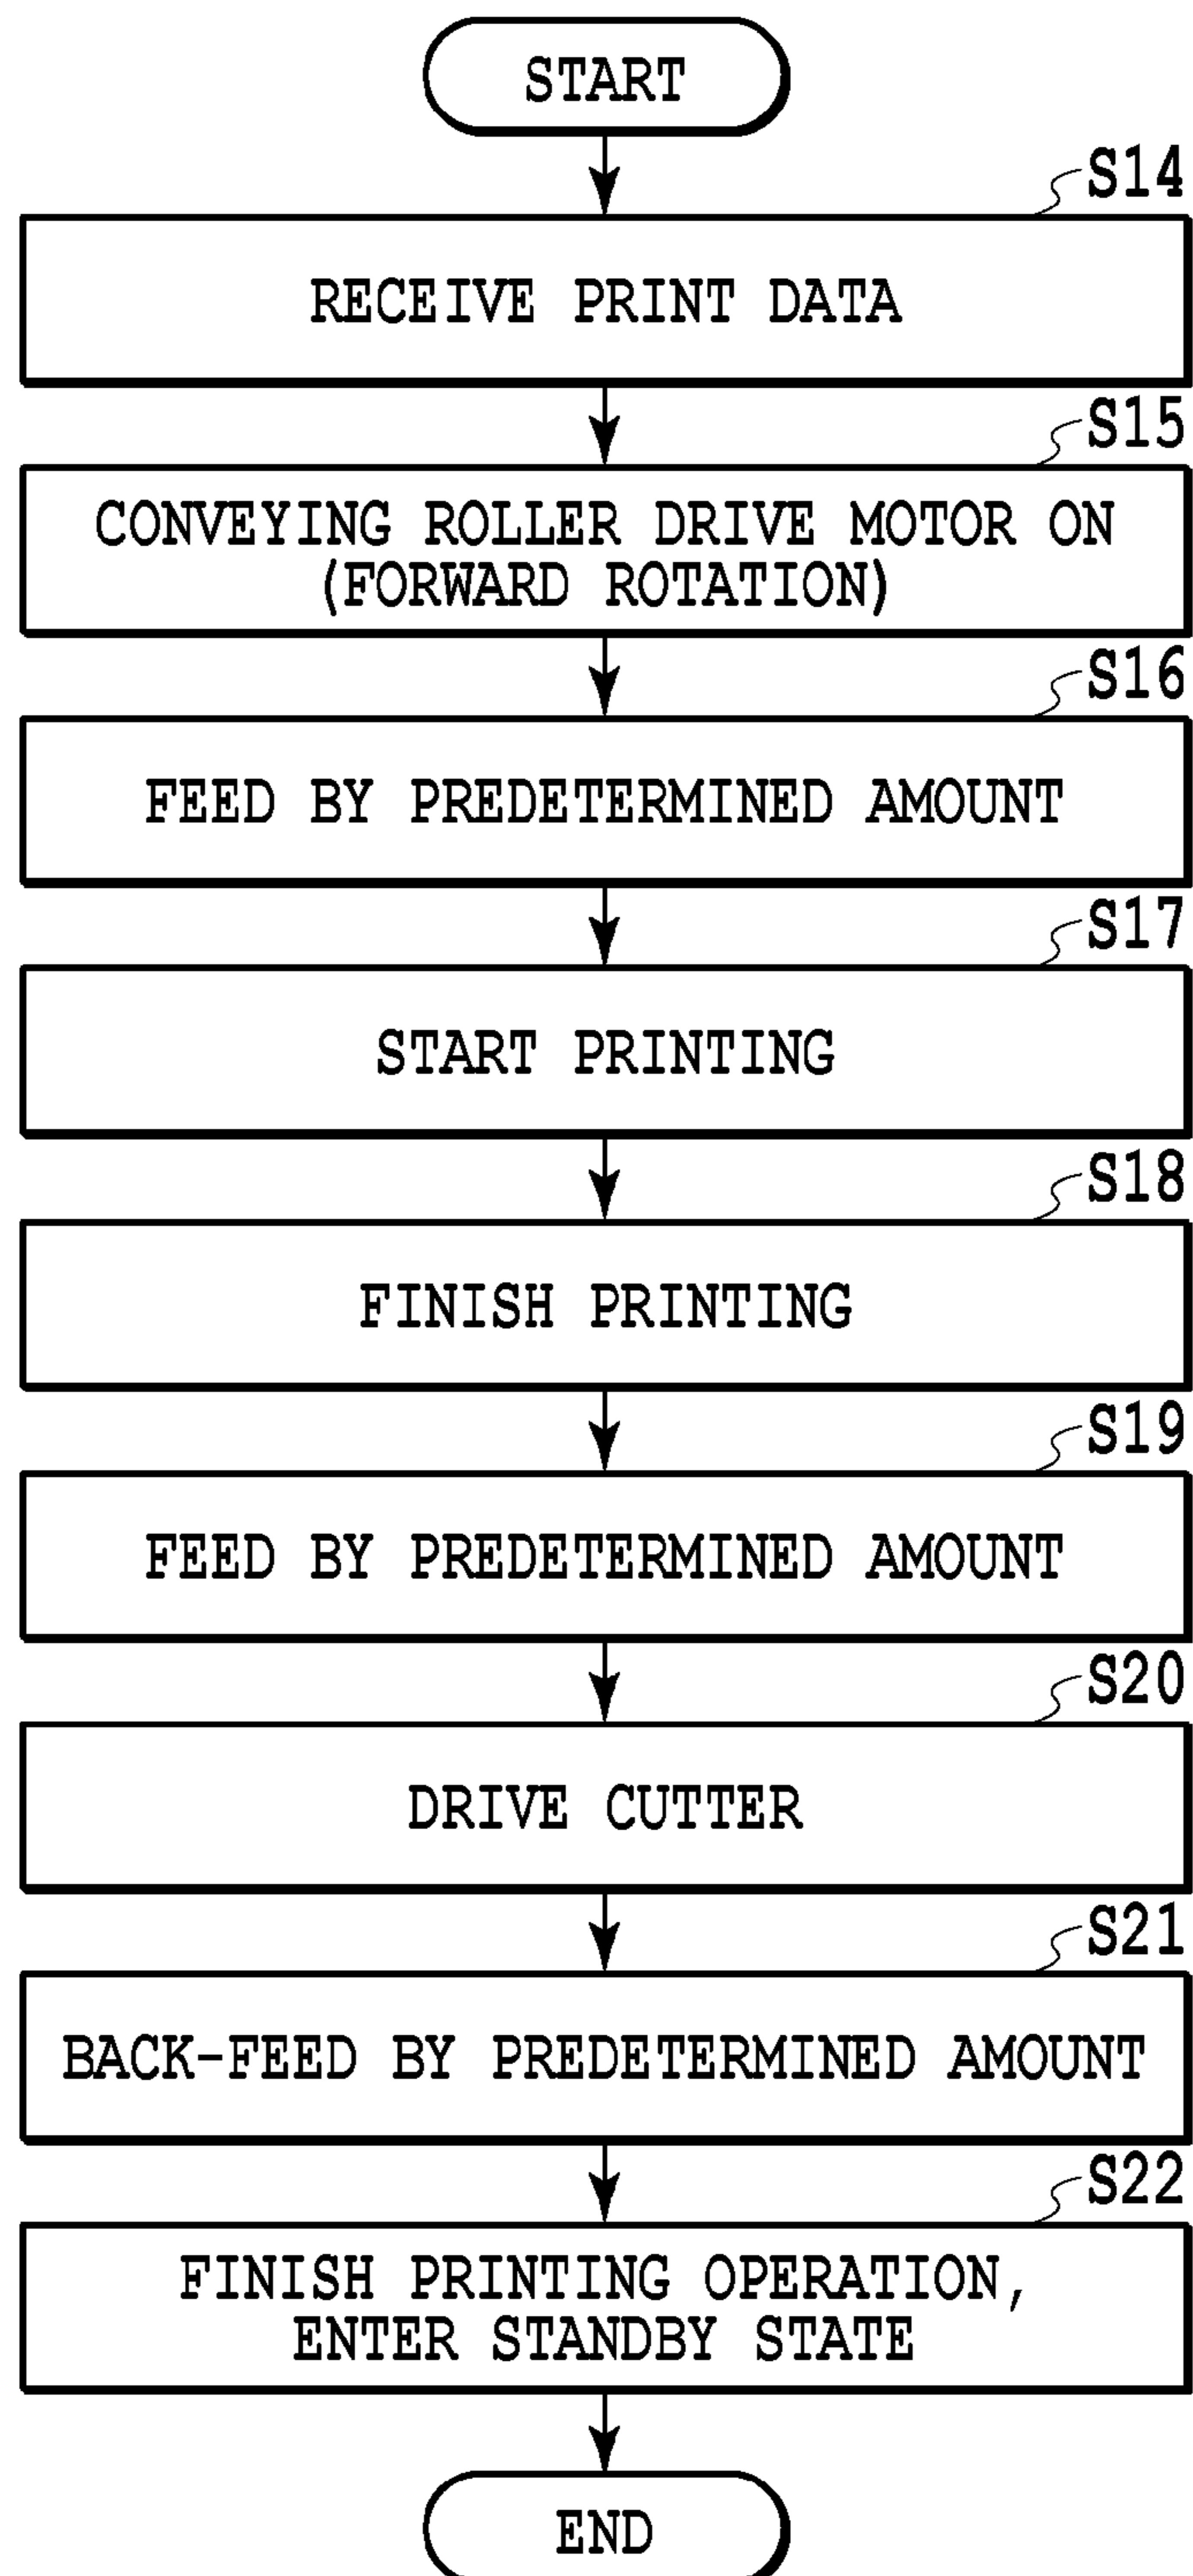 START
S14
RECEIVE PRINT DATA
S15
CONVEYING ROLLER DRIVE MOTOR ON
(FORWARD ROTATION)
S16
FEED BY PREDETERMINED AMOUNT
S17
START PRINTING
S18
FINISH PRINTING
S19
FEED BY PREDETERMINED AMOUNT
S20
DRIVE CUTTER
S21
BACK-FEED BY PREDETERMINED AMOUNT
S22
FINISH PRINTING OPERATION,
ENTER STANDBY STATE
END